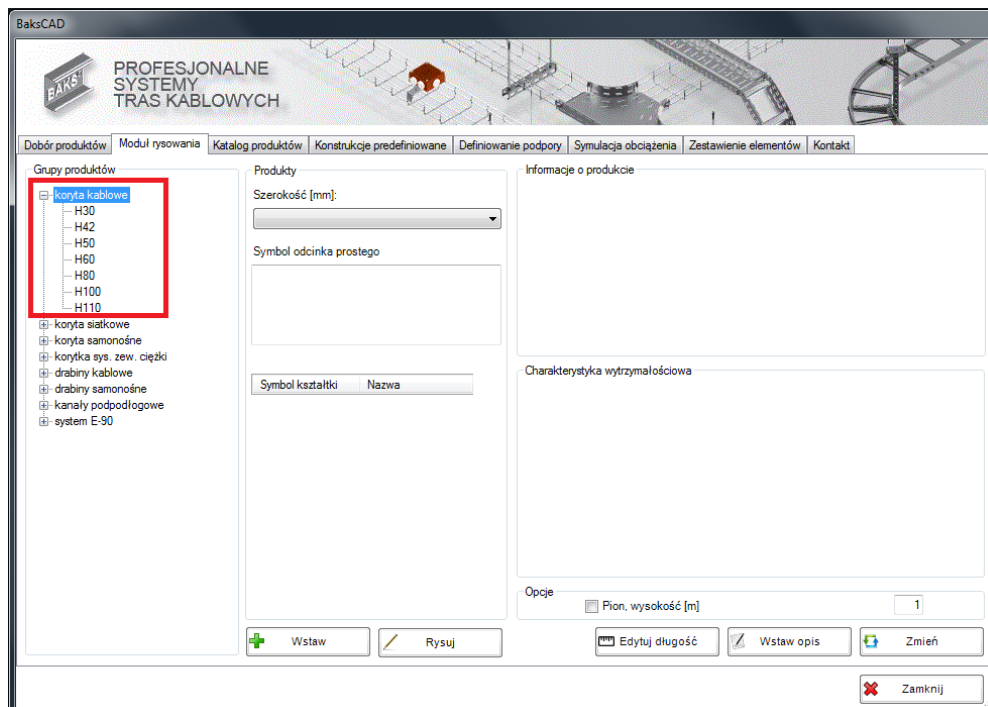 BaksCAD
BAKS
PROFESJONALNE
SYSTEMY
TRAS KABLOWYCH
Dobór produktów
Moduł rysowania
Katalog produktów
Konstrukcje predefiniowane
Definiowanie podpory
Symulacja obciążenia
Zestawienie elementów
Kontakt
Grupy produktów
koryta kablowe
H30
H42
H50
H60
H80
H100
H110
koryta siatkowe
koryta samonośne
korytka sys. zew. ciężki
drabiny kablowe
drabiny samonośne
kanały podpodłogowe
system E-90
Produkty
Szerokość [mm]:
Symbol odcinka prostego
Symbol kształtki Nazwa
Wstaw
Rysuj
Informacje o produkcie
Charakterystyka wytrzymałościowa
Opcje
Pion, wysokość [m] 1
Edytuj długość
Wstaw opis
Zmień
Zamknij